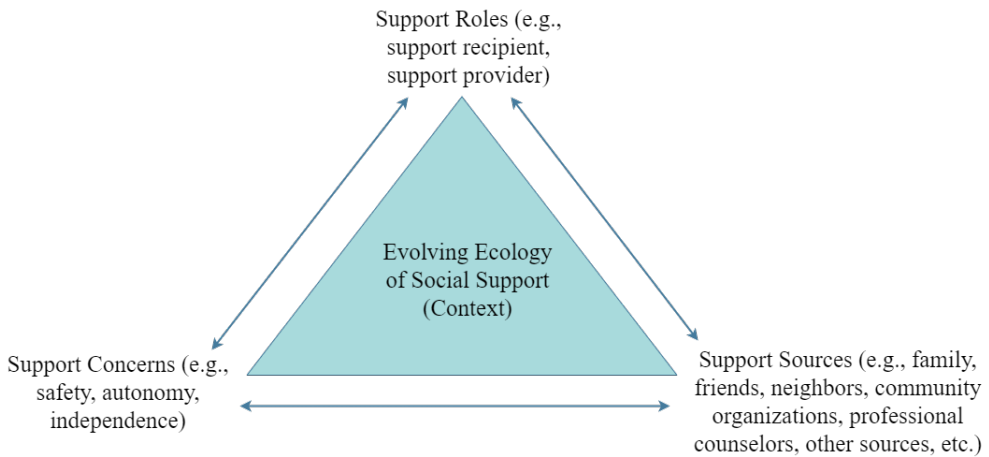 Support Roles (e.g.,
support recipient,
support provider)
Evolving Ecology
of Social Support
(Context)
Support Concerns (e.g.,
safety, autonomy,
independence)
Support Sources (e.g., family,
friends, neighbors, community
organizations, professional
counselors, other sources, etc.)